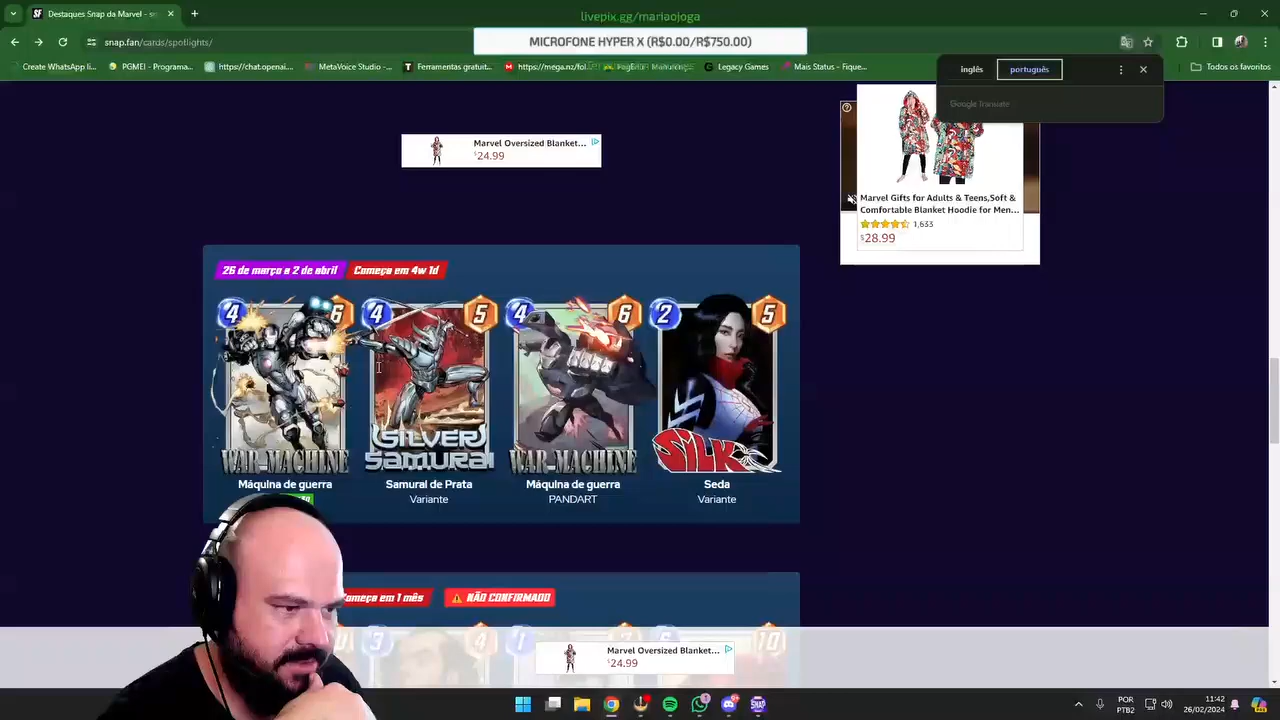 livepix.gg/mariaojoga
Destaques Snap da Marvel -
snap.fan/cards/spotlights/
MICROFONE HYPER X (R$0.00/R$750.00)
Create WhatsApp li...
PGMEI - Programa...
https://chat.openai...
MetaVoice Studio -...
Ferramentas gratuit...
https://mega.nz/fol...
Legacy Games
Mais Status - Fique...
Todos os favoritos
inglês
português
Google Translate
Marvel Oversized Blanket...
$24.99
Marvel Gifts for Adults & Teens,Soft &
Comfortable Blanket Hoodie for Men...
1,633
$28.99
26 de março a 2 de abril
Começa em 4w 1d
4
6
4
5
4
6
2
5
WAR-MACHINE
SILVER
SAMURAI
WAR-MACHINE
SILK
Máquina de guerra
Samurai de Prata
Variante
Máquina de guerra
PANDART
Seda
Variante
Começa em 1 mês
NÃO CONFIRMADO
3
4
1
10
Marvel Oversized Blanket...
$24.99
POR
PTB2
11:42
26/02/2024